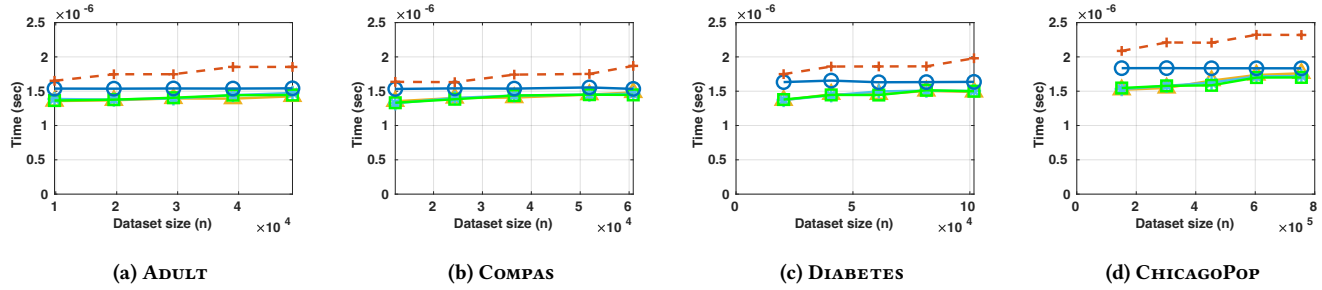 ×10 -6
2.5
2
1.5
1
0.5
0
Time (sec)
1 2 3 4
Dataset size (n)
×10 4
(a) ADULT
×10 -6
2.5
2
1.5
1
0.5
0
Time (sec)
2 3 4 5 6
Dataset size (n)
×10 4
(b) COMPAS
×10 -6
2.5
2
1.5
1
0.5
0
Time (sec)
0 5 10
Dataset size (n)
×10 4
(c) DIABETES
×10 -6
2.5
2
1.5
1
0.5
0
Time (sec)
0 2 4 6 8
Dataset size (n)
×10 5
(d) CHICAGOPOP